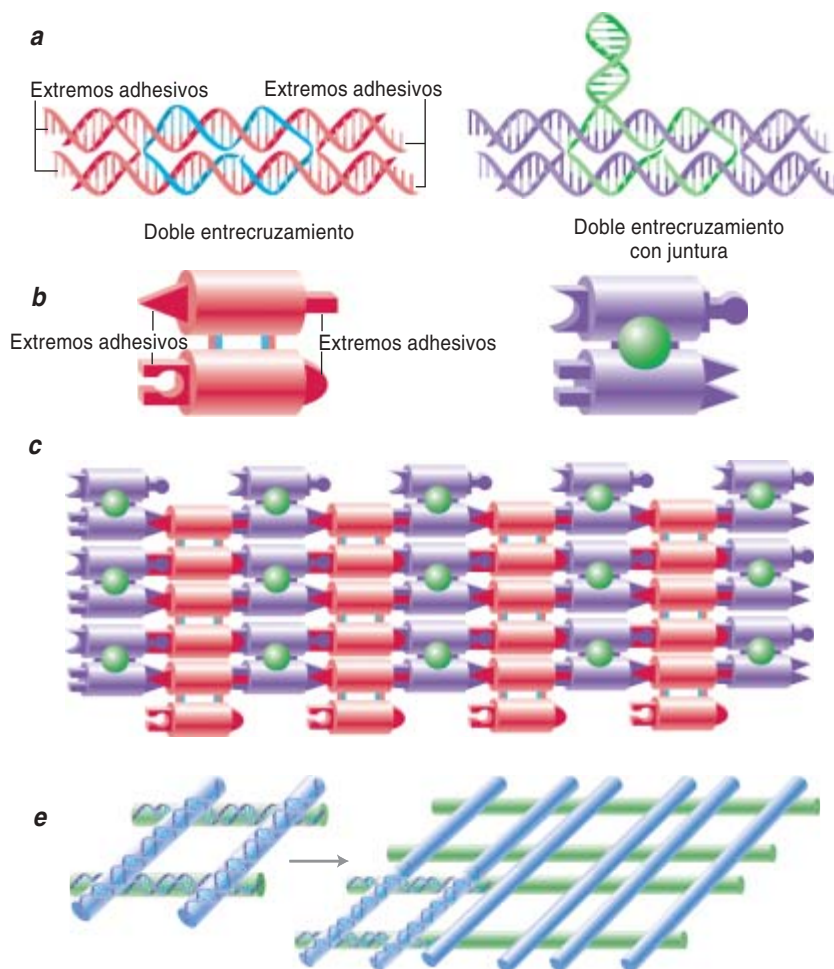 a
Extremos adhesivos
Extremos adhesivos
Doble entrecruzamiento
Doble entrecruzamiento
con juntura
b
Extremos adhesivos
Extremos adhesivos
c
e